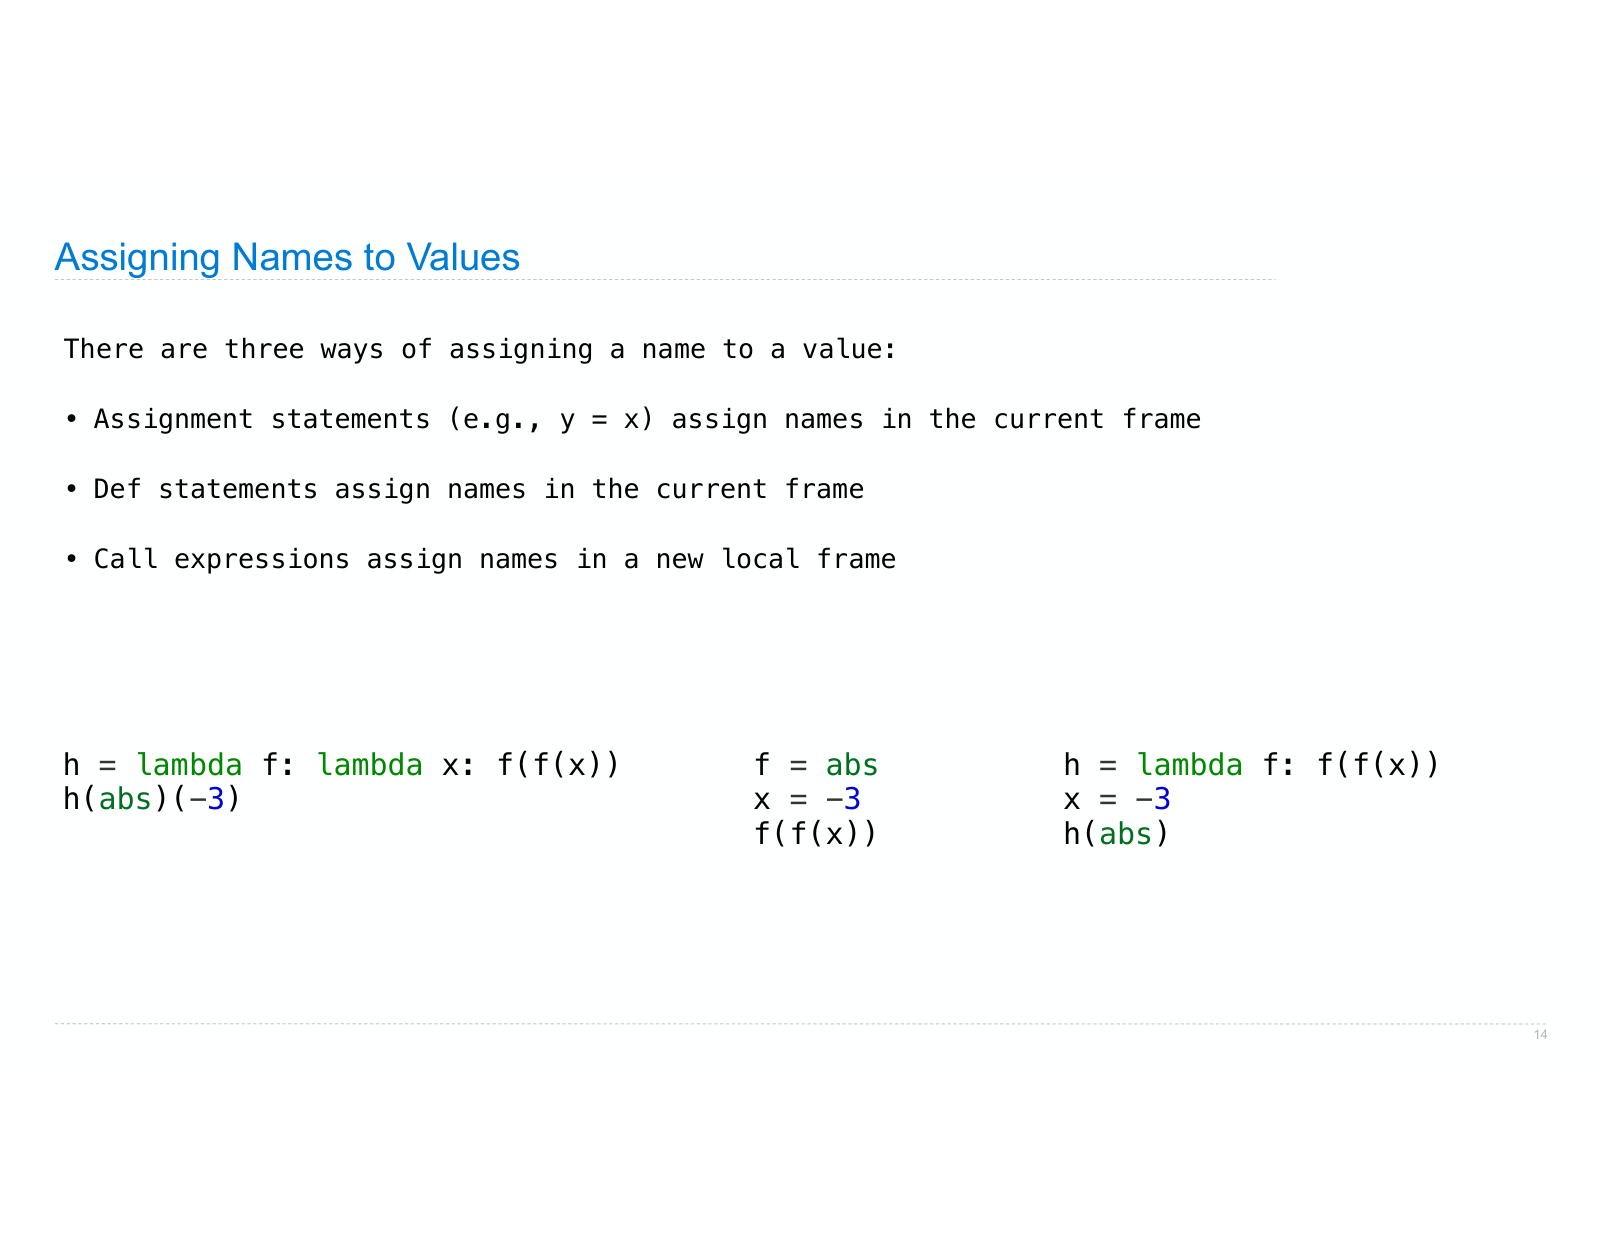 Assigning Names to Values
There are three ways of assigning a name to a value:
• Assignment statements (e.g., y = x) assign names in the current frame
• Def statements assign names in the current frame
• Call expressions assign names in a new local frame
h = lambda f: lambda x: f(f(x))
h(abs)(−3)
f = abs
x = −3
f(f(x))
h = lambda f: f(f(x))
x = −3
h(abs)
14